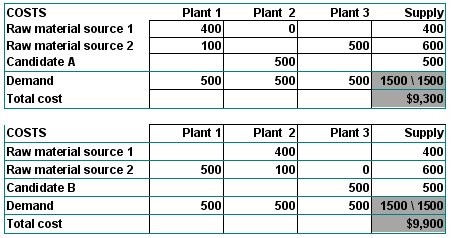 COSTS Plant 1 Plant 2 Plant 3 Supply
Raw material source 1 400 0 400
Raw material source 2 100 500 600
Candidate A 500 500
Demand 500 500 500 1500 \ 1500
Total cost $9,300
COSTS Plant 1 Plant 2 Plant 3 Supply
Raw material source 1 400 400
Raw material source 2 500 100 0 600
Candidate B 500 500
Demand 500 500 500 1500 \ 1500
Total cost $9,900